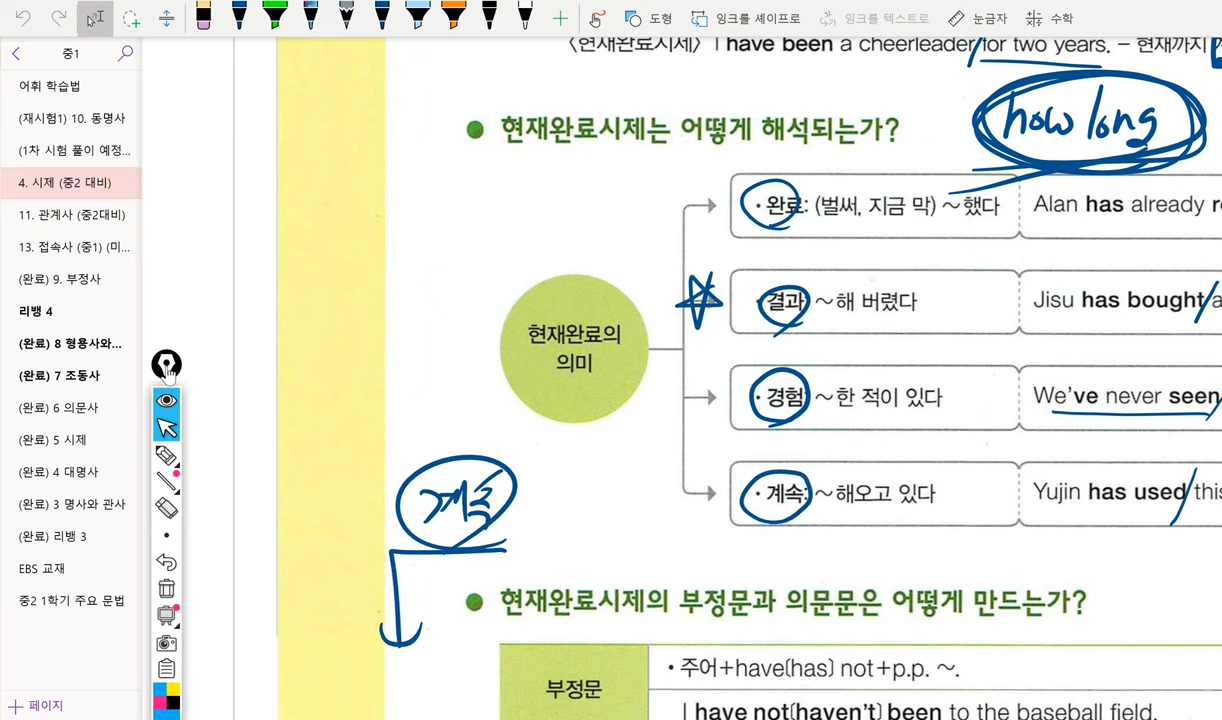 도형
잉크를 셰이프로
잉크를 텍스트로
눈금자
수학
중1
어휘 학습법
(재시험1) 10. 동명사
(1차 시험 풀이 예정...
4. 시제 (중2 대비)
11. 관계사 (중2대비)
13. 접속사 (중1) (미...
(완료) 9. 부정사
리뱅 4
(완료) 8 형용사와...
(완료) 7 조동사
(완료) 6 의문사
(완료) 5 시제
(완료) 4 대명사
(완료) 3 명사와 관사
(완료) 리뱅 3
EBS 교재
중2 1학기 주요 문법
페이지
〈현재완료시제〉 I have been a cheerleader for two years. – 현재까지
how long
현재완료시제는 어떻게 해석되는가?
현재완료의
의미
• 완료: (벌써, 지금 막) ~했다
Alan has already
• 결과: ~해 버렸다
Jisu has bought
• 경험: ~한 적이 있다
We've never seen
• 계속: ~해오고 있다
Yujin has used this
계속
현재완료시제의 부정문과 의문문은 어떻게 만드는가?
부정문
• 주어+have(has) not+p.p. ~.
I have not(haven't) been to the baseball field.